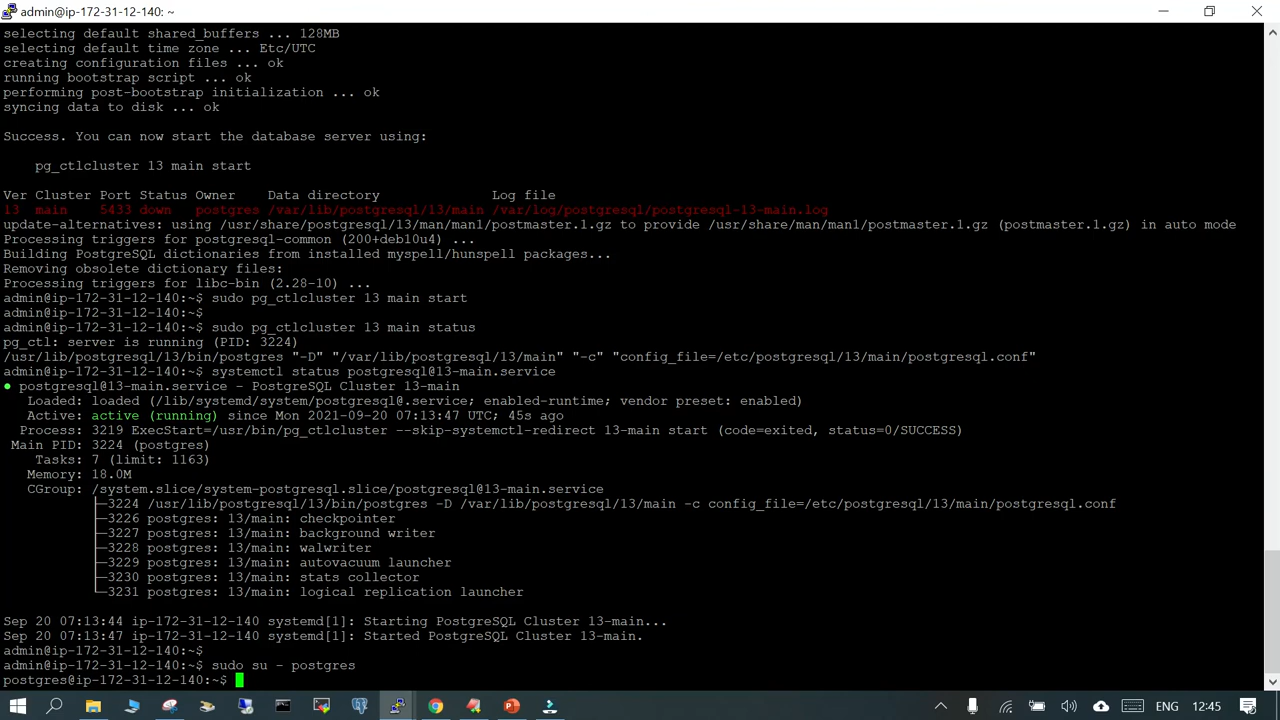 admin@ip-172-31-12-140: ~
selecting default shared_buffers ... 128MB
selecting default time zone ... Etc/UTC
creating configuration files ... ok
running bootstrap script ... ok
performing post-bootstrap initialization ... ok
syncing data to disk ... ok
Success. You can now start the database server using:
pg_ctlcluster 13 main start
Ver Cluster Port Status Owner    Data directory              Log file
13  main    5433 down   postgres /var/lib/postgresql/13/main /var/log/postgresql/postgresql-13-main.log
update-alternatives: using /usr/share/postgresql/13/man/man1/postmaster.1.gz to provide /usr/share/man/man1/postmaster.1.gz (postmaster.1.gz) in auto mode
Processing triggers for postgresql-common (200+deb10u4) ...
Building PostgreSQL dictionaries from installed myspell/hunspell packages...
Removing obsolete dictionary files:
Processing triggers for libc-bin (2.28-10) ...
admin@ip-172-31-12-140:~$ sudo pg_ctlcluster 13 main start
admin@ip-172-31-12-140:~$
admin@ip-172-31-12-140:~$ sudo pg_ctlcluster 13 main status
pg_ctl: server is running (PID: 3224)
/usr/lib/postgresql/13/bin/postgres "-D" "/var/lib/postgresql/13/main" "-c" "config_file=/etc/postgresql/13/main/postgresql.conf"
admin@ip-172-31-12-140:~$ systemctl status postgresql@13-main.service
● postgresql@13-main.service - PostgreSQL Cluster 13-main
Loaded: loaded (/lib/systemd/system/postgresql@.service; enabled-runtime; vendor preset: enabled)
Active: active (running) since Mon 2021-09-20 07:13:47 UTC; 45s ago
Process: 3219 ExecStart=/usr/bin/pg_ctlcluster --skip-systemctl-redirect 13-main start (code=exited, status=0/SUCCESS)
Main PID: 3224 (postgres)
Tasks: 7 (limit: 1163)
Memory: 18.0M
CGroup: /system.slice/system-postgresql.slice/postgresql@13-main.service
├─3224 /usr/lib/postgresql/13/bin/postgres -D /var/lib/postgresql/13/main -c config_file=/etc/postgresql/13/main/postgresql.conf
├─3226 postgres: 13/main: checkpointer
├─3227 postgres: 13/main: background writer
├─3228 postgres: 13/main: walwriter
├─3229 postgres: 13/main: autovacuum launcher
├─3230 postgres: 13/main: stats collector
└─3231 postgres: 13/main: logical replication launcher
Sep 20 07:13:44 ip-172-31-12-140 systemd[1]: Starting PostgreSQL Cluster 13-main...
Sep 20 07:13:47 ip-172-31-12-140 systemd[1]: Started PostgreSQL Cluster 13-main.
admin@ip-172-31-12-140:~$
admin@ip-172-31-12-140:~$ sudo su - postgres
postgres@ip-172-31-12-140:~$
ENG 12:45